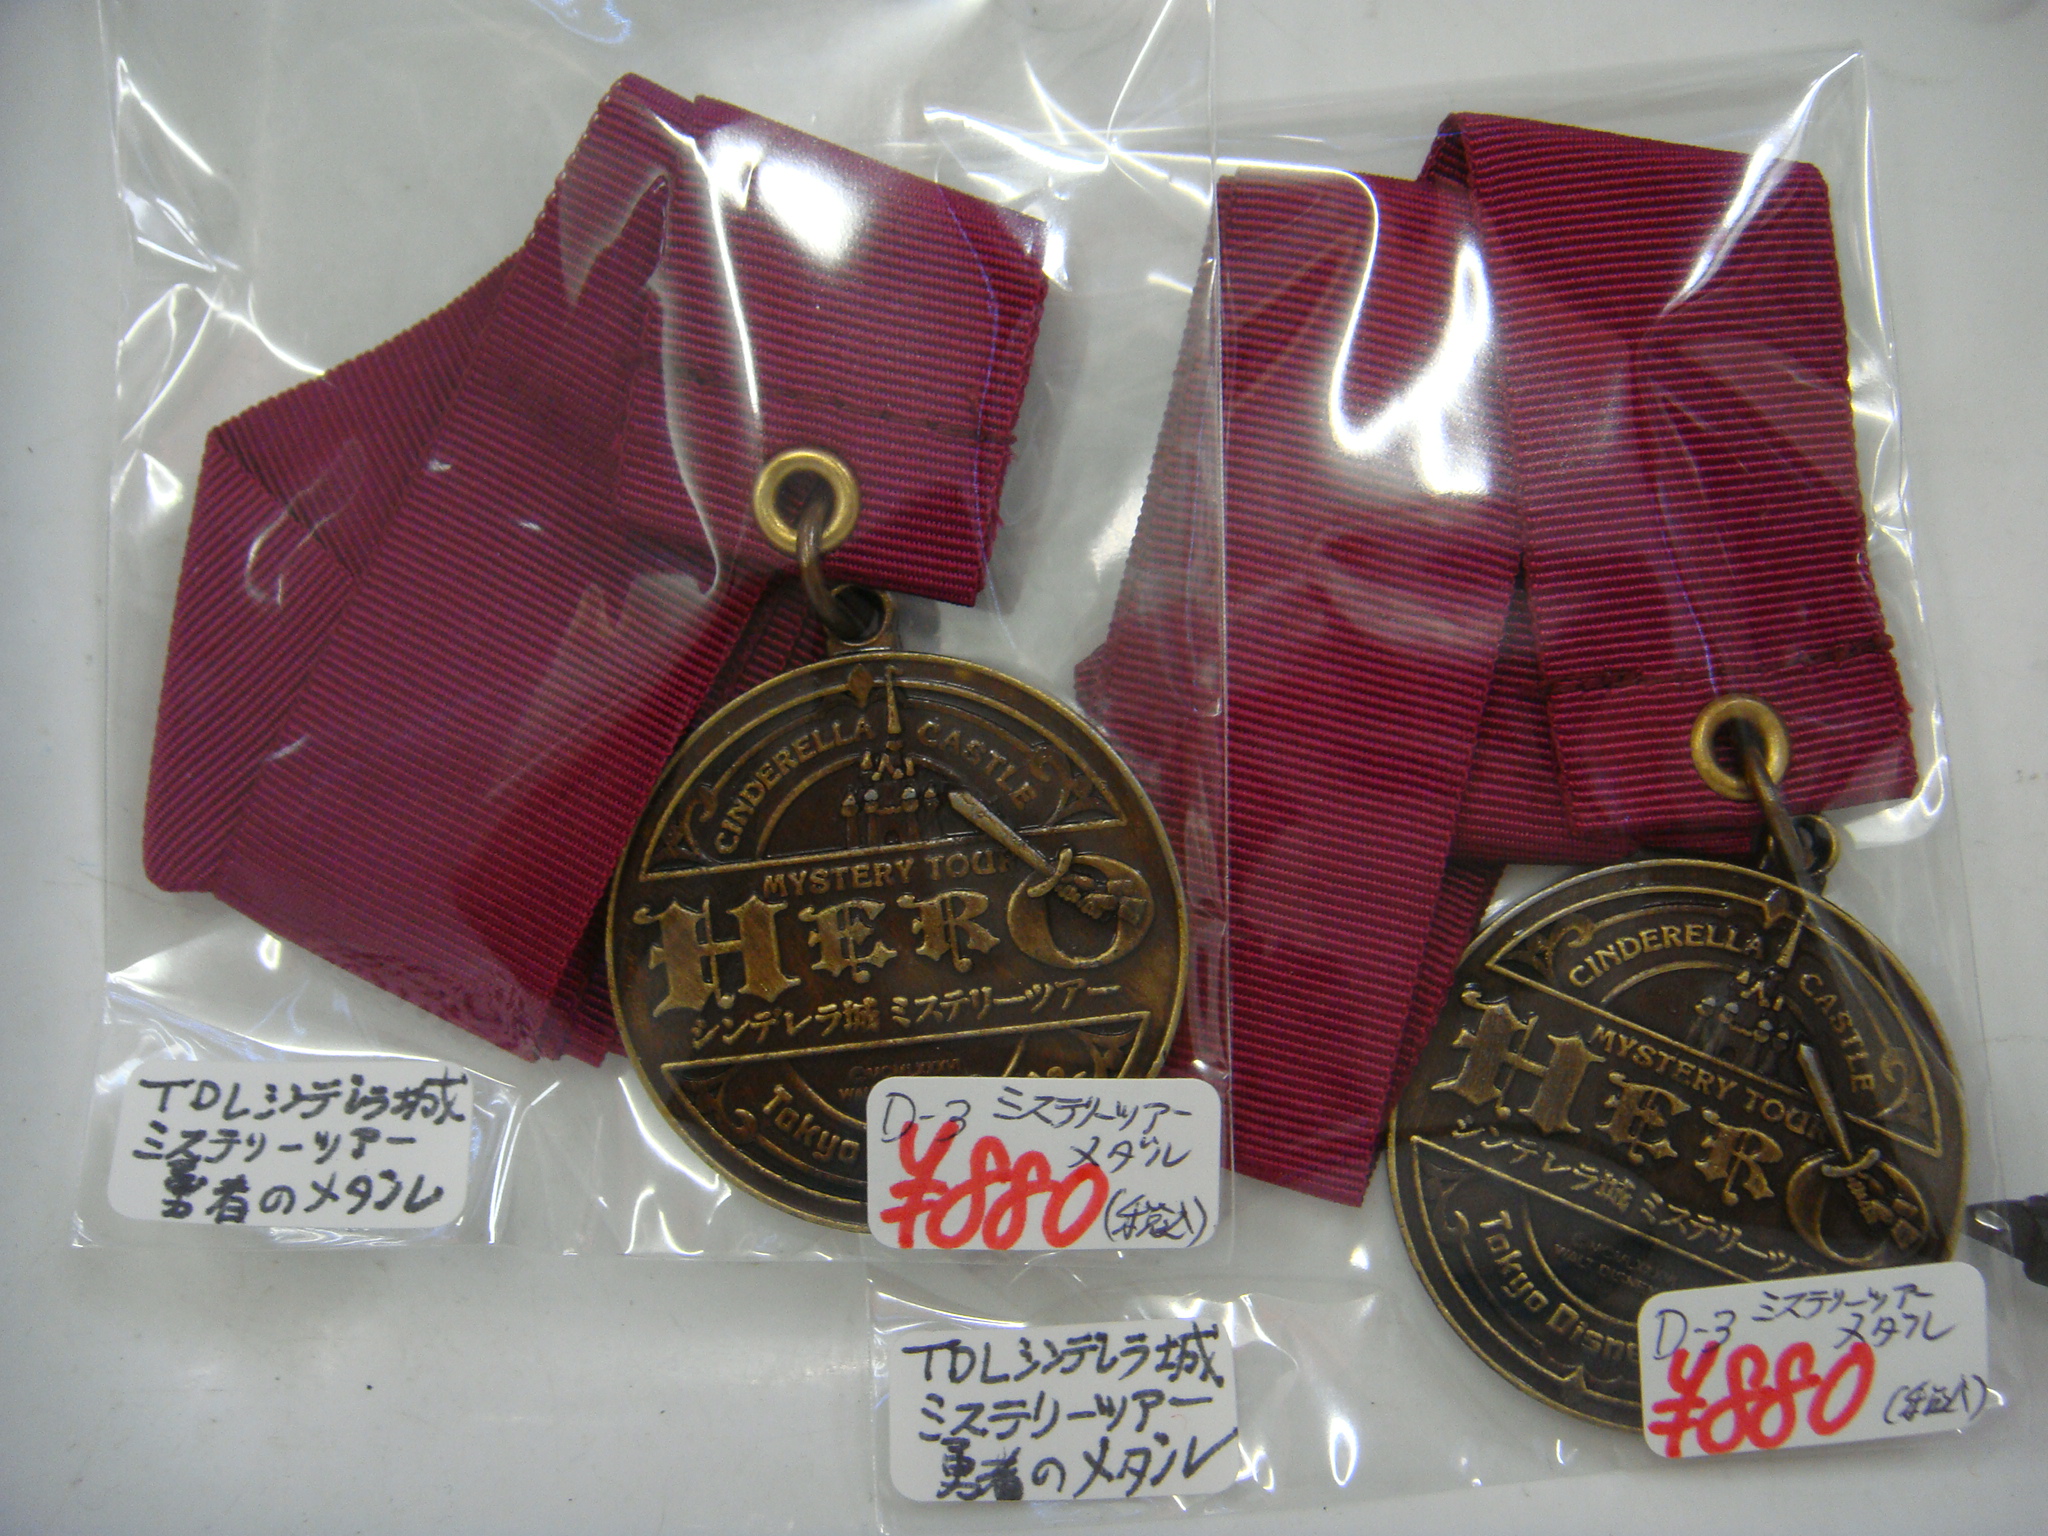 CINDERELLA CASTLE
MYSTERY TOUR
HERO
シンデレラ城 ミステリーツアー
Tokyo
TDLシンデレラ城
ミステリーツアー
勇者のメダル
D-3 ミステリーツアー
メダル
¥880
(税込)
CINDERELLA CASTLE
MYSTERY TOUR
HERO
シンデレラ城 ミステリーツ
Tokyo Disne
TDLシンデレラ城
ミステリーツアー
勇者のメダル
D-3 ミステリーツアー
メダル
¥880
(税込)